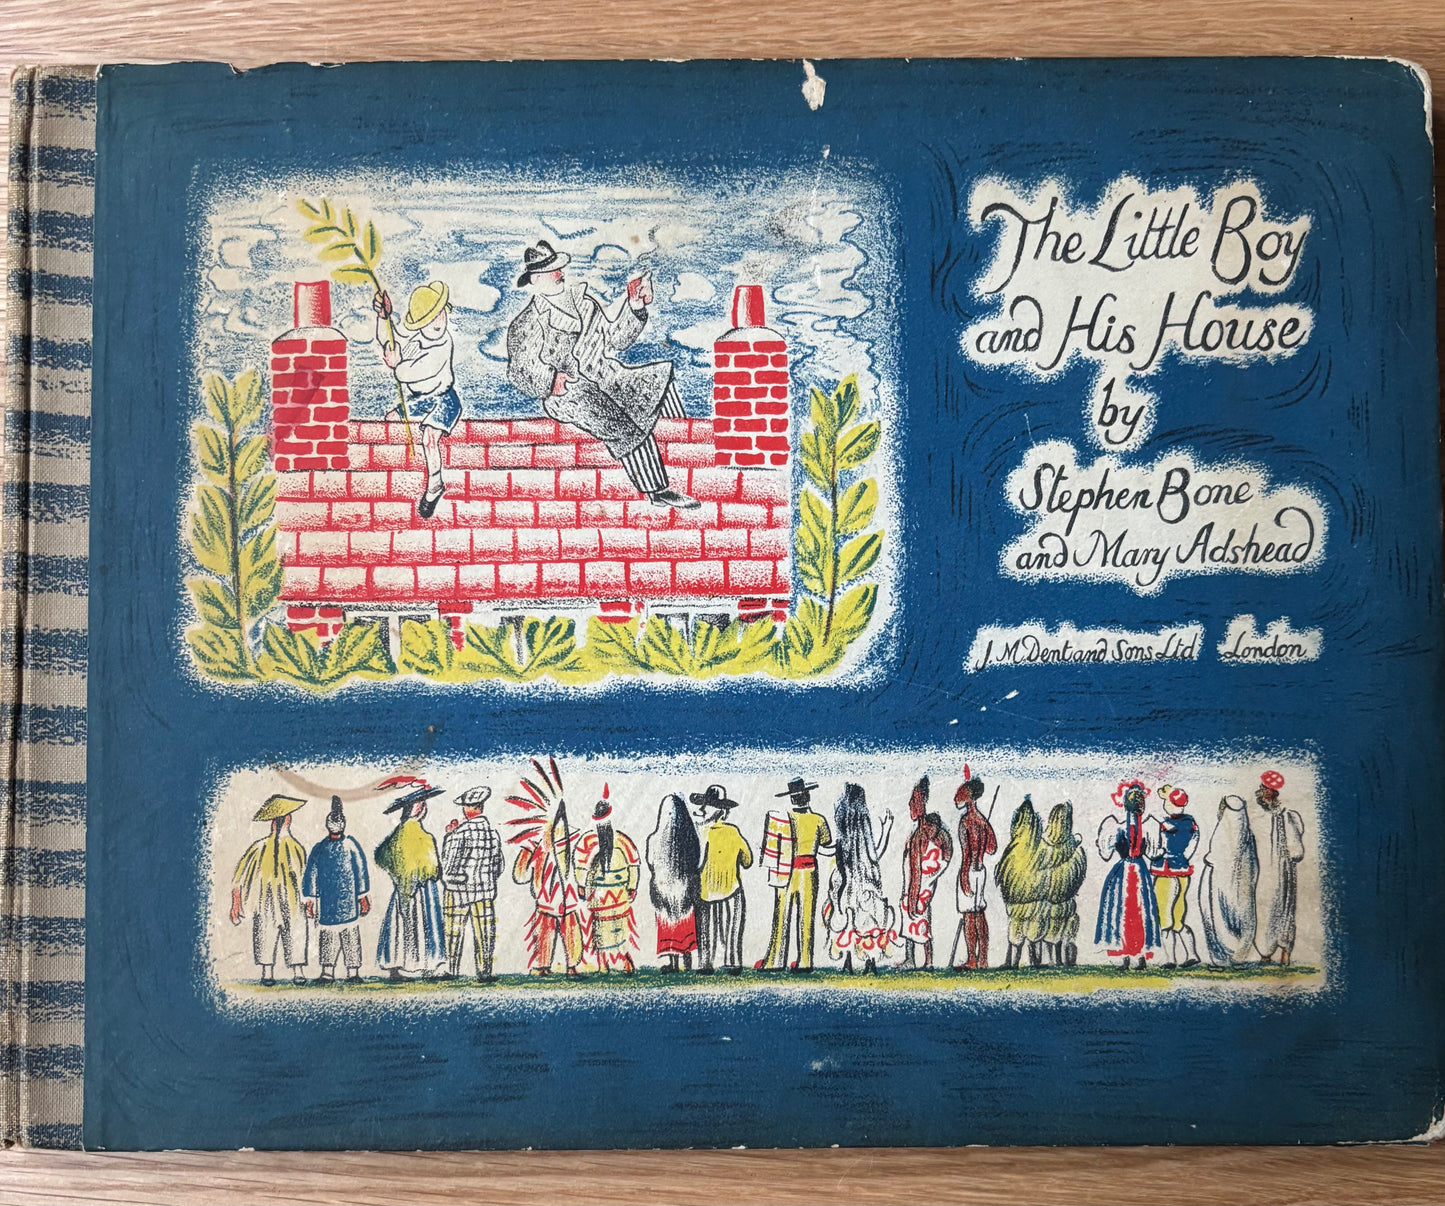 The Little Boy
and His House
by
Stephen Bone
and Mary Adshead
J.M. Dent and Sons Ltd London